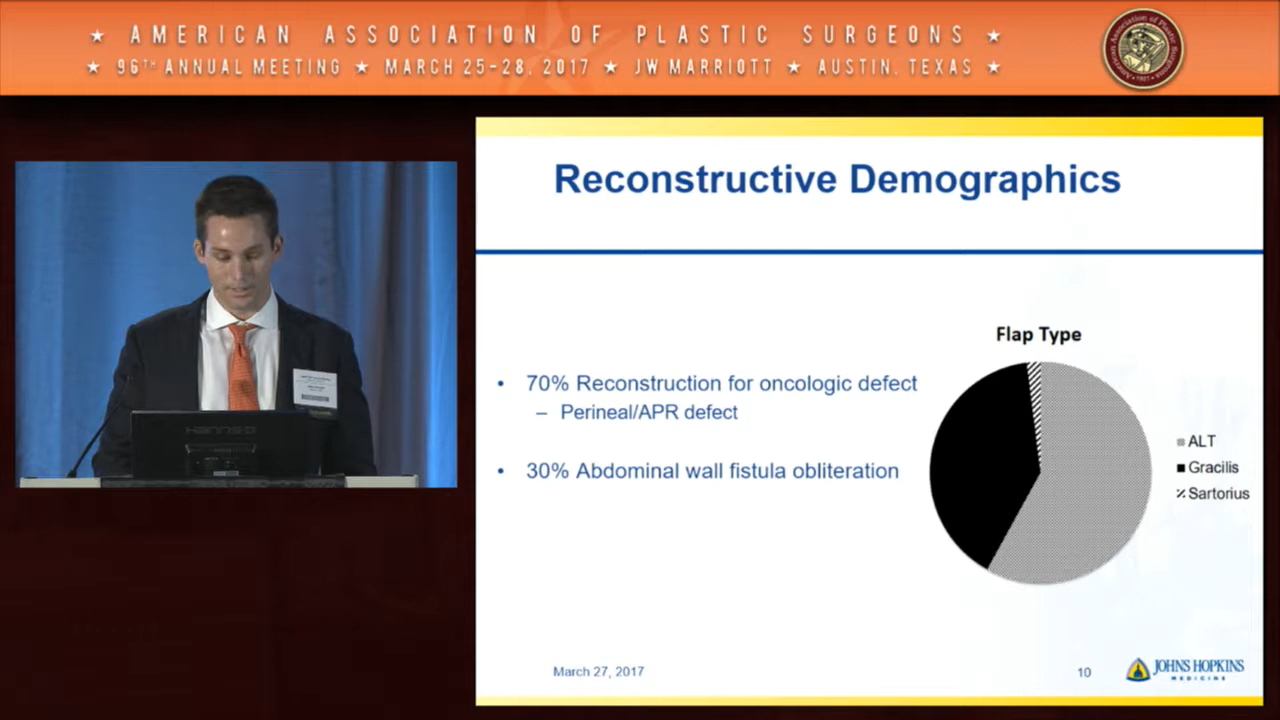 ★ AMERICAN ASSOCIATION OF PLASTIC SURGEONS ★
★ 96TH ANNUAL MEETING ★ MARCH 25-28, 2017 ★ JW MARRIOTT ★ AUSTIN, TEXAS ★
Reconstructive Demographics
• 70% Reconstruction for oncologic defect
– Perineal/APR defect
• 30% Abdominal wall fistula obliteration
Flap Type
ALT
Gracilis
Sartorius
March 27, 2017
10
JOHNS HOPKINS
MEDICINE